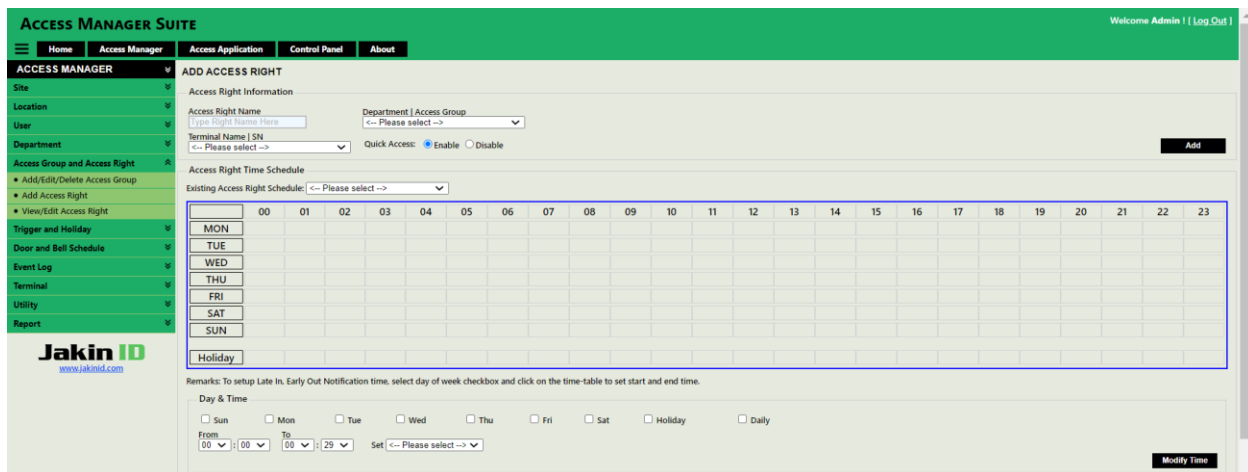 ACCESS MANAGER SUITE
Welcome Admin ! [ Log Out ]
Home Access Manager Access Application Control Panel About
ACCESS MANAGER
Site
Location
User
Department
Access Group and Access Right
• Add/Edit/Delete Access Group
• Add Access Right
• View/Edit Access Right
Trigger and Holiday
Door and Bell Schedule
Event Log
Terminal
Utility
Report
Jakin ID
www.jakinid.com
ADD ACCESS RIGHT
Access Right Information
Access Right Name Department | Access Group
Type Right Name Here <-- Please select -->
Terminal Name | SN
<-- Please select --> Quick Access: Enable Disable Add
Access Right Time Schedule
Existing Access Right Schedule: <-- Please select -->
00 01 02 03 04 05 06 07 08 09 10 11 12 13 14 15 16 17 18 19 20 21 22 23
MON
TUE
WED
THU
FRI
SAT
SUN
Holiday
Remarks: To setup Late In, Early Out Notification time, select day of week checkbox and click on the time-table to set start and end time.
Day & Time
Sun Mon Tue Wed Thu Fri Sat Holiday Daily
From To
00 : 00 00 : 29 Set <-- Please select -->
Modify Time